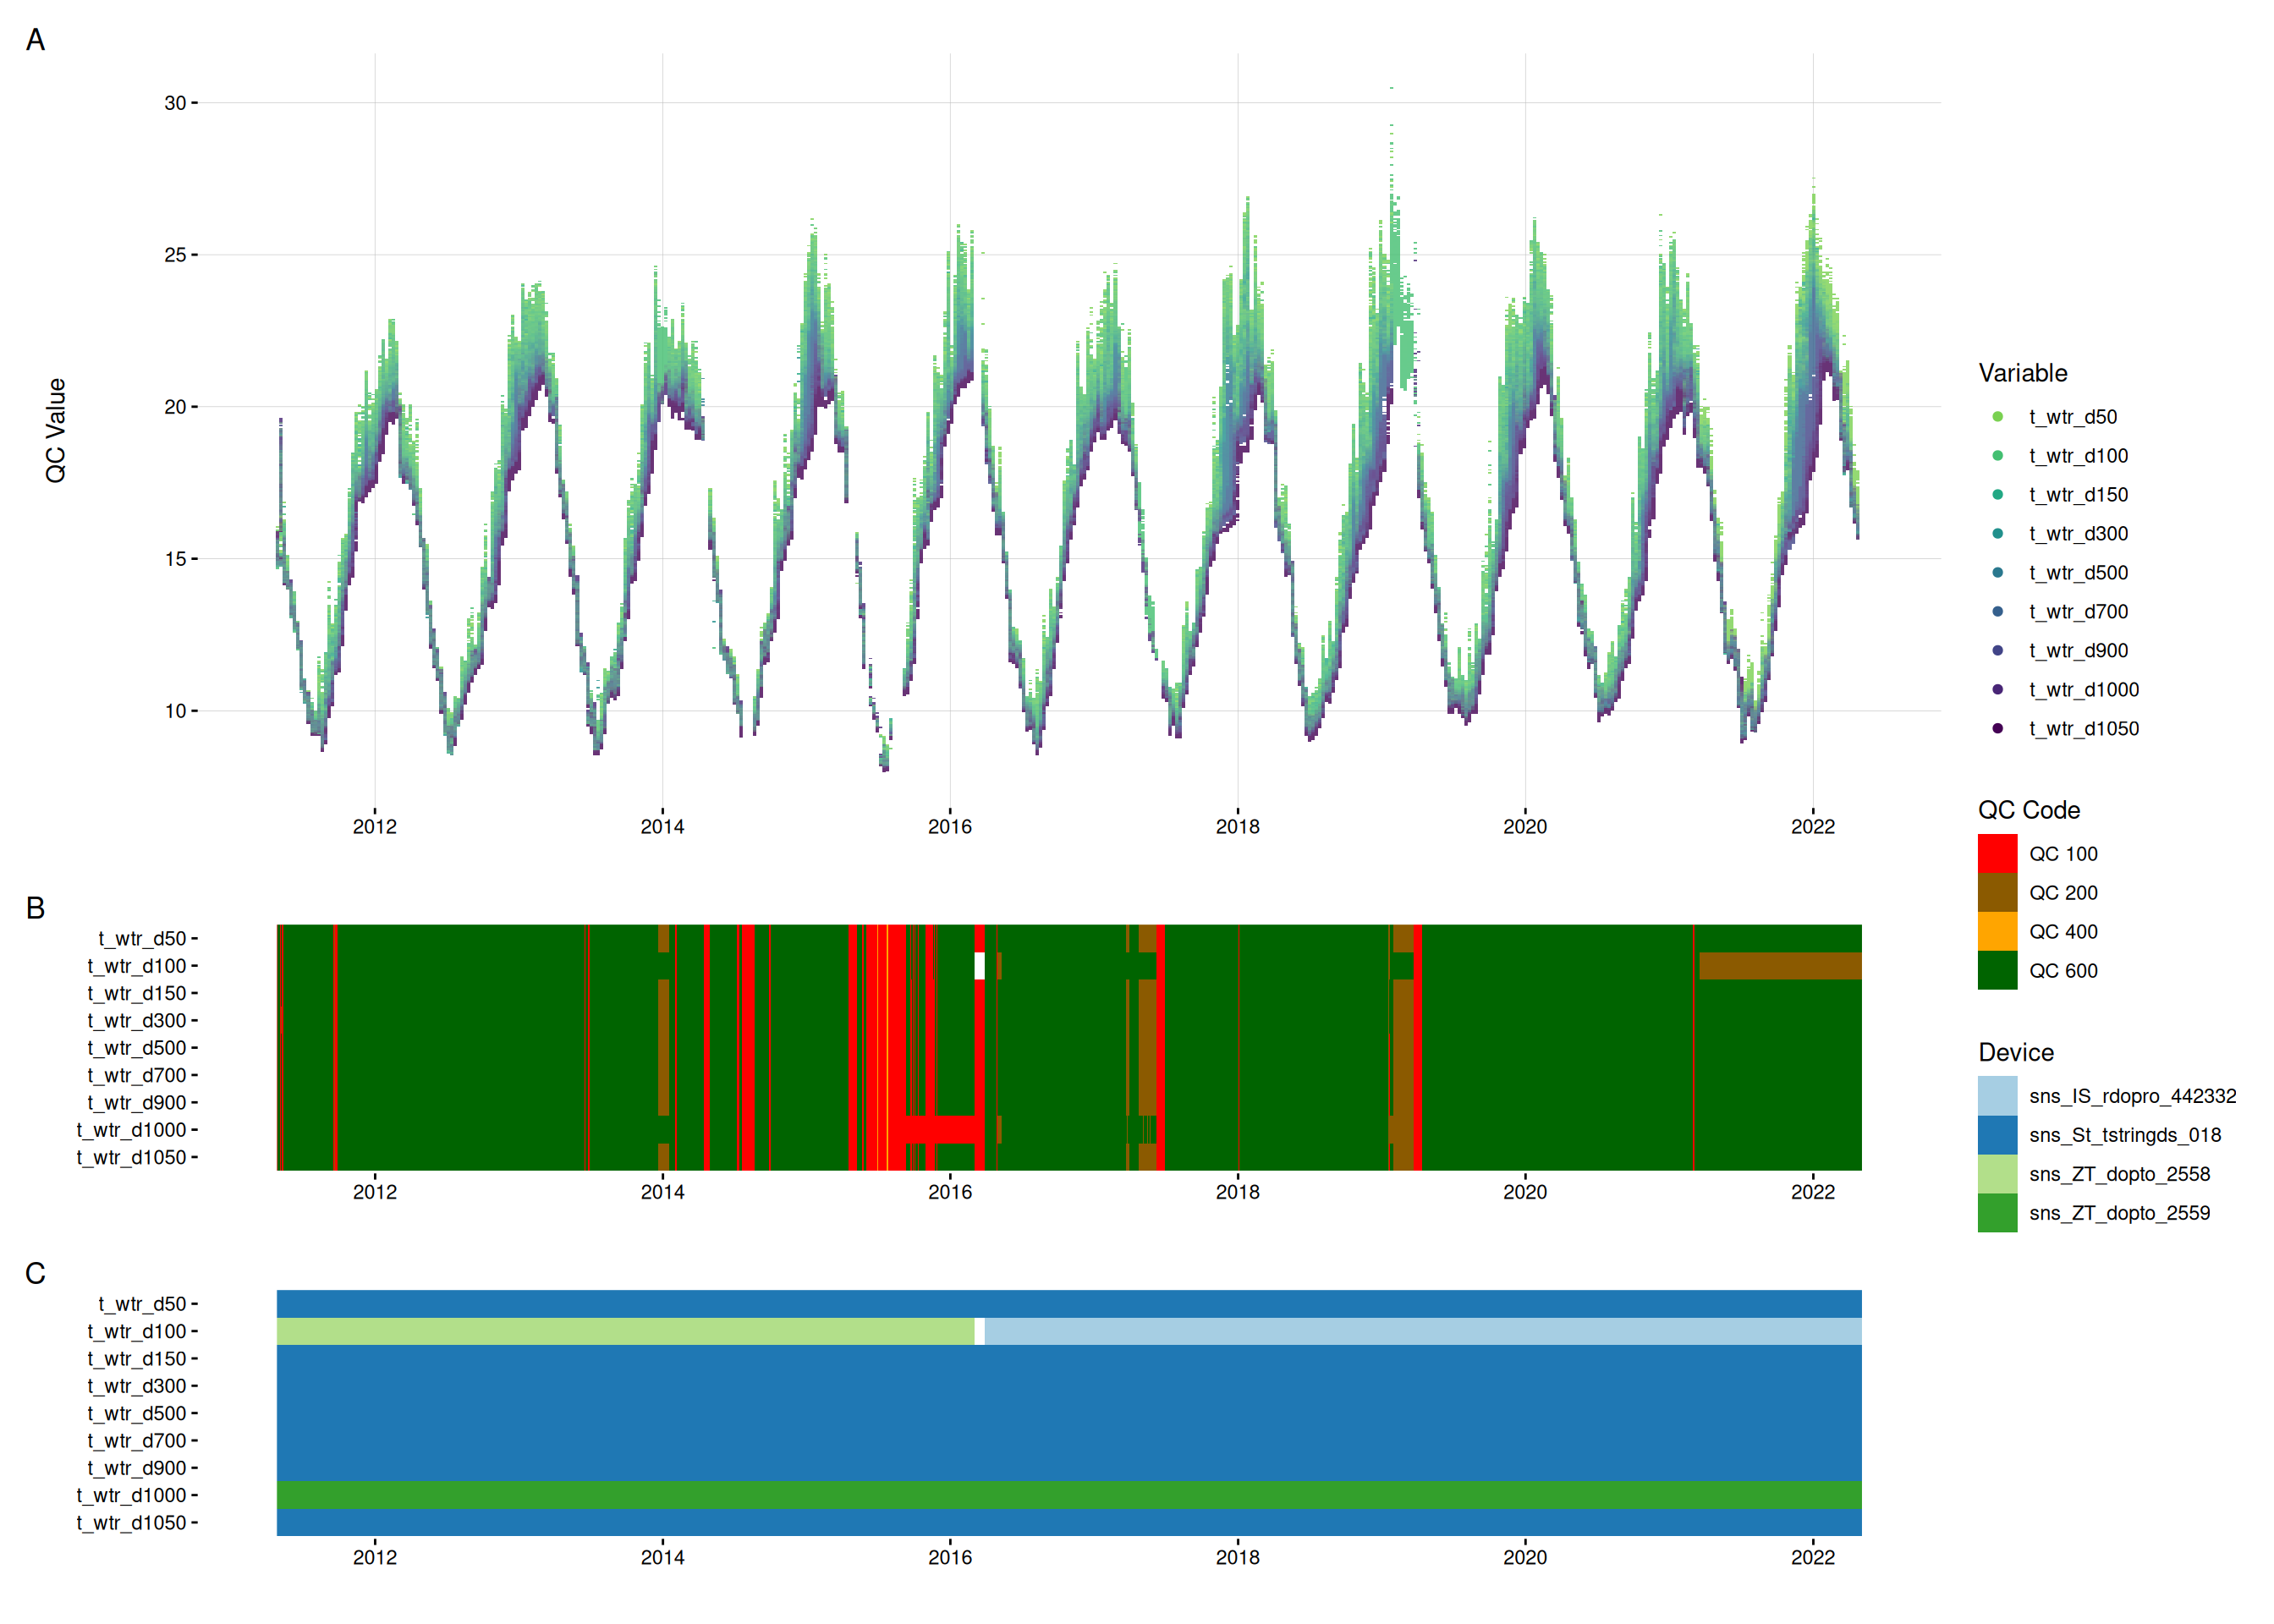 A
30
25
20
15
10
QC Value
2012 2014 2016 2018 2020 2022
Variable
t_wtr_d50
t_wtr_d100
t_wtr_d150
t_wtr_d300
t_wtr_d500
t_wtr_d700
t_wtr_d900
t_wtr_d1000
t_wtr_d1050
QC Code
QC 100
QC 200
QC 400
QC 600
Device
sns_IS_rdopro_442332
sns_St_tstringds_018
sns_ZT_dopto_2558
sns_ZT_dopto_2559
B
t_wtr_d50
t_wtr_d100
t_wtr_d150
t_wtr_d300
t_wtr_d500
t_wtr_d700
t_wtr_d900
t_wtr_d1000
t_wtr_d1050
2012 2014 2016 2018 2020 2022
C
t_wtr_d50
t_wtr_d100
t_wtr_d150
t_wtr_d300
t_wtr_d500
t_wtr_d700
t_wtr_d900
t_wtr_d1000
t_wtr_d1050
2012 2014 2016 2018 2020 2022